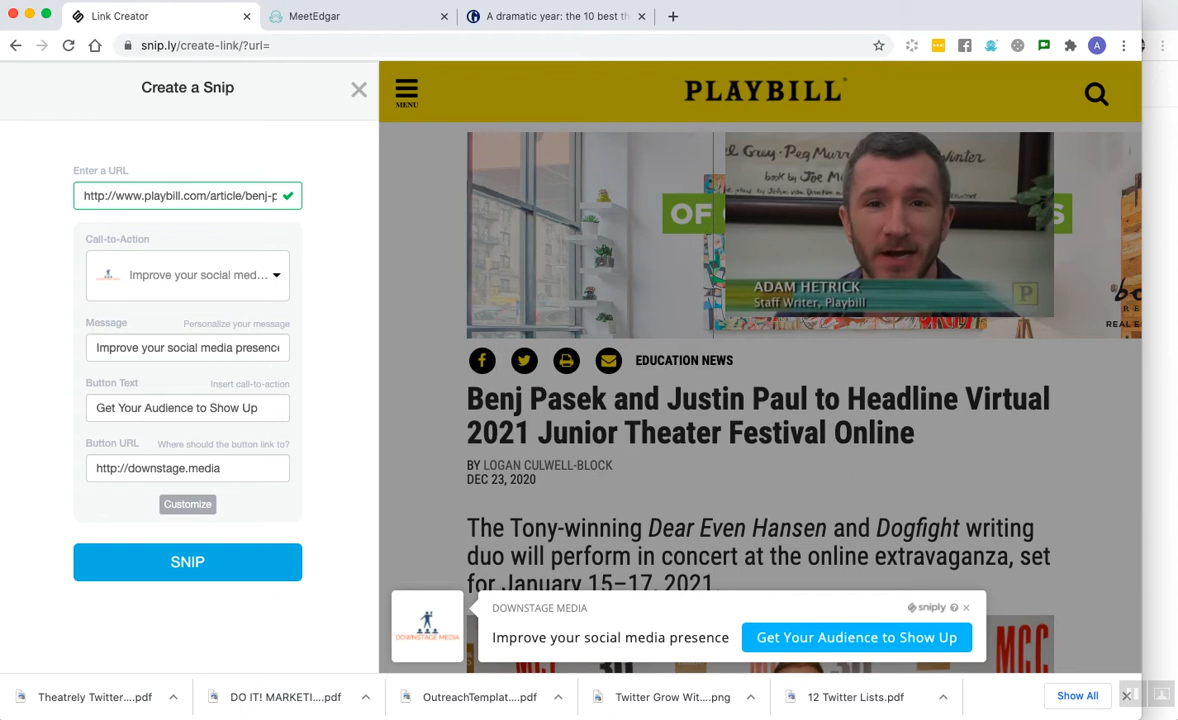 Link Creator
MeetEdgar
A dramatic year: the 10 best th
snip.ly/create-link/?url=
A
Create a Snip
Enter a URL
http://www.playbill.com/article/benj-p
Call-to-Action
Improve your social med...
Message Personalize your message
Improve your social media presence
Button Text Insert call-to-action
Get Your Audience to Show Up
Button URL Where should the button link to?
http://downstage.media
Customize
SNIP
MENU
PLAYBILL
OF
S
ADAM HETRICK
Staff Writer, Playbill
P
EDUCATION NEWS
Benj Pasek and Justin Paul to Headline Virtual
2021 Junior Theater Festival Online
BY LOGAN CULWELL-BLOCK
DEC 23, 2020
The Tony-winning Dear Even Hansen and Dogfight writing
duo will perform in concert at the online extravaganza, set
for January 15–17, 2021.
DOWNSTAGE MEDIA
DOWNSTAGE MEDIA
sniply
Improve your social media presence
Get Your Audience to Show Up
MCC
MCC
Theatrely Twitter....pdf
DO IT! MARKETI....pdf
OutreachTemplat....pdf
Twitter Grow Wit....png
12 Twitter Lists.pdf
Show All